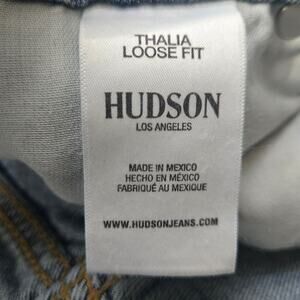 THALIA
LOOSE FIT
HUDSON
LOS ANGELES
MADE IN MEXICO
HECHO EN MÉXICO
FABRIQUÉ AU MEXIQUE
WWW.HUDSONJEANS.COM